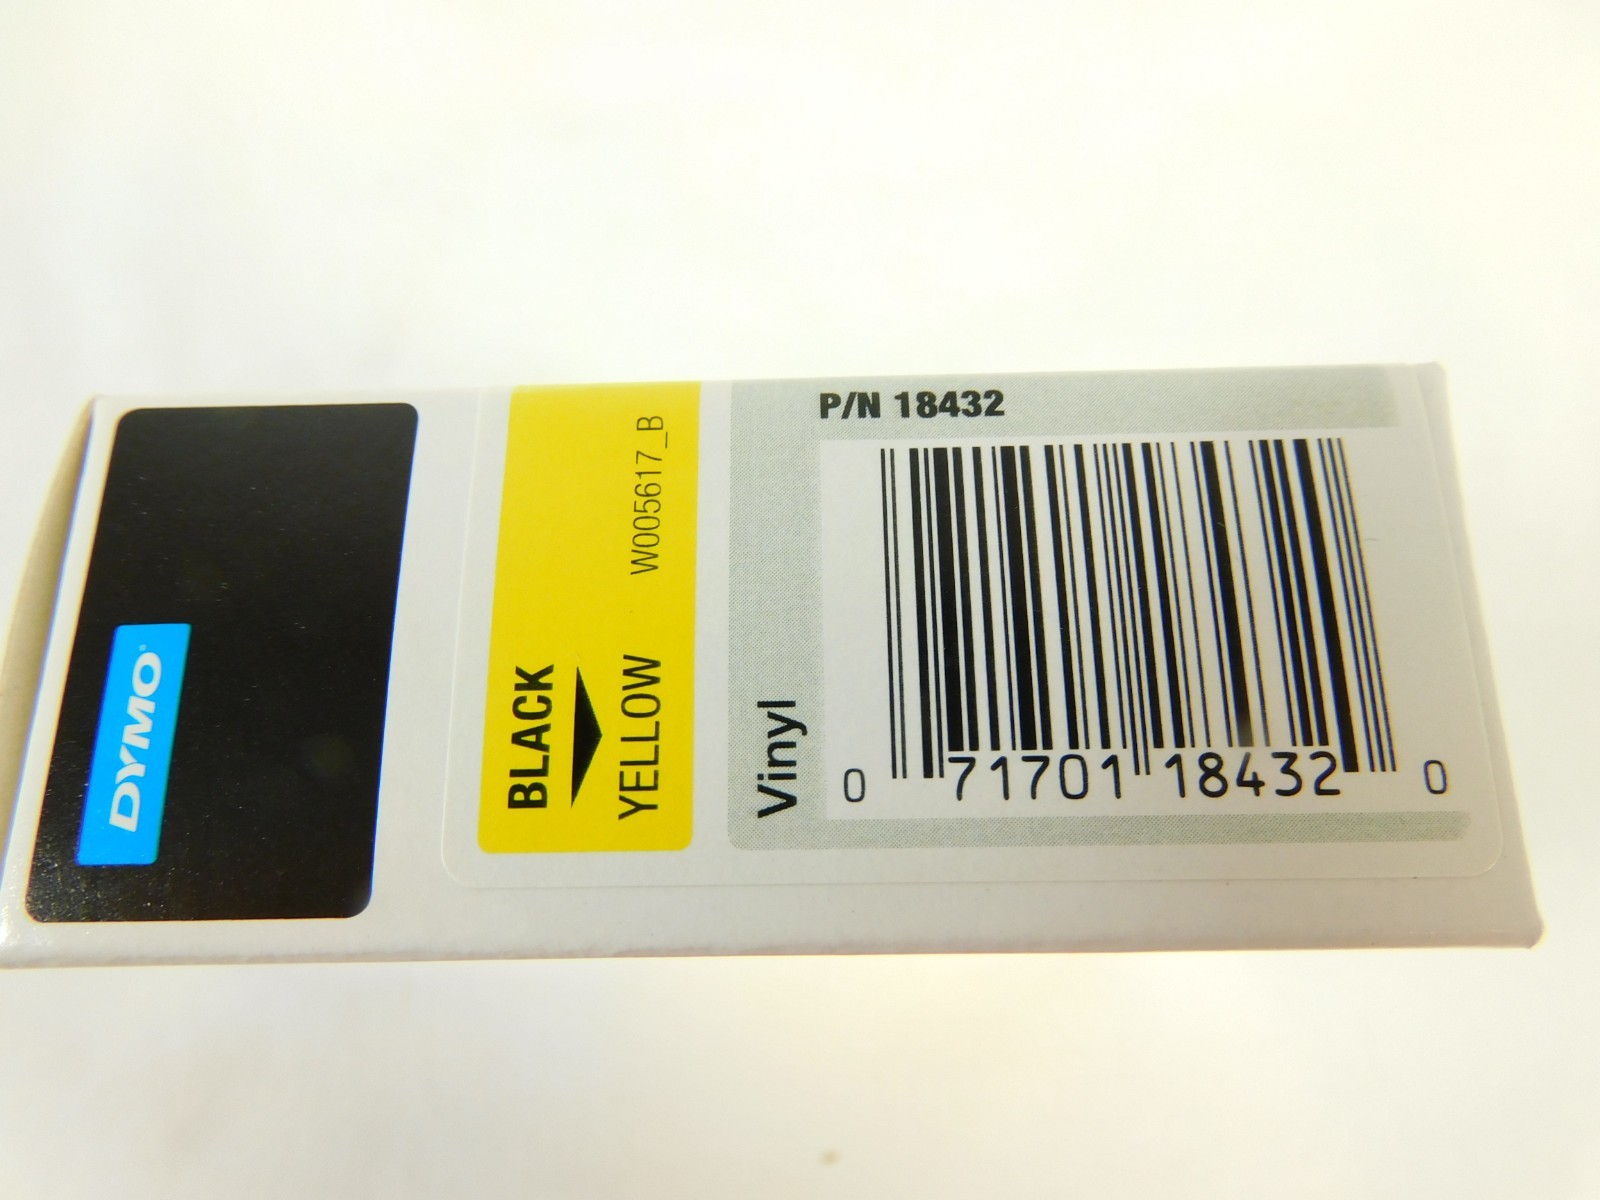 DYMO
BLACK
YELLOW
W005617_B
Vinyl
P/N 18432
0 71701 18432 0